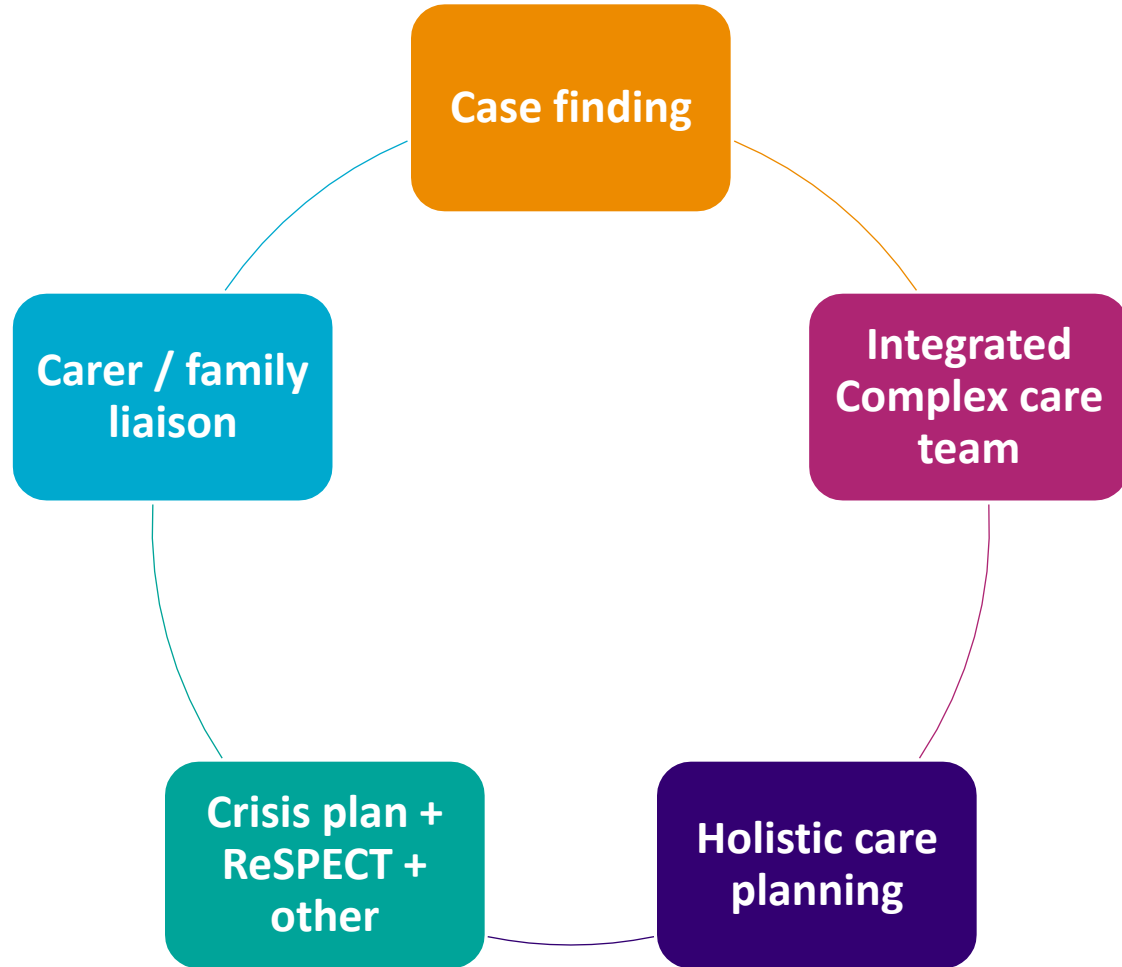 Case finding
Integrated
Complex care
team
Holistic care
planning
Crisis plan +
ReSPECT +
other
Carer / family
liaison